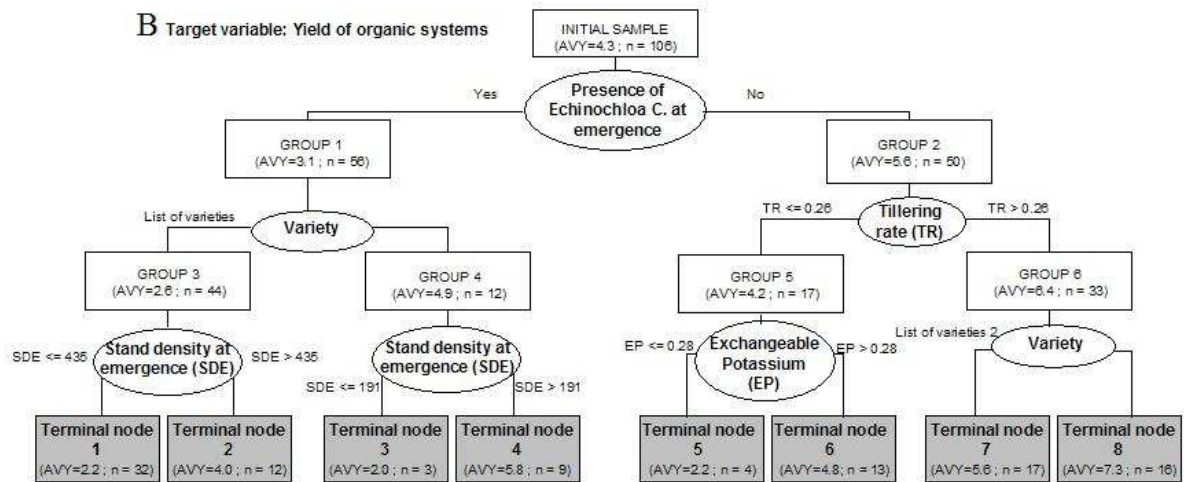 B Target variable: Yield of organic systems
INITIAL SAMPLE
(AVY=4.3 ; n = 106)
Yes
Presence of
Echinochloa C. at
emergence
No
GROUP 1
(AVY=3.1 ; n = 56)
GROUP 2
(AVY=5.6 ; n = 50)
List of varieties
Variety
TR <= 0.26
Tillering
rate (TR)
TR > 0.26
GROUP 3
(AVY=2.6 ; n = 44)
GROUP 4
(AVY=4.9 ; n = 12)
GROUP 5
(AVY=4.2 ; n = 17)
GROUP 6
(AVY=6.4 ; n = 33)
SDE <= 435
Stand density at
emergence (SDE)
SDE > 435
SDE <= 191
Stand density at
emergence (SDE)
SDE > 191
EP <= 0.28
Exchangeable
Potassium
(EP)
EP > 0.28
List of varieties 2
Variety
Terminal node
1
(AVY=2.2 ; n = 32)
Terminal node
2
(AVY=4.0 ; n = 12)
Terminal node
3
(AVY=2.0 ; n = 3)
Terminal node
4
(AVY=5.8 ; n = 9)
Terminal node
5
(AVY=2.2 ; n = 4)
Terminal node
6
(AVY=4.8 ; n = 13)
Terminal node
7
(AVY=5.6 ; n = 17)
Terminal node
8
(AVY=7.3 ; n = 16)